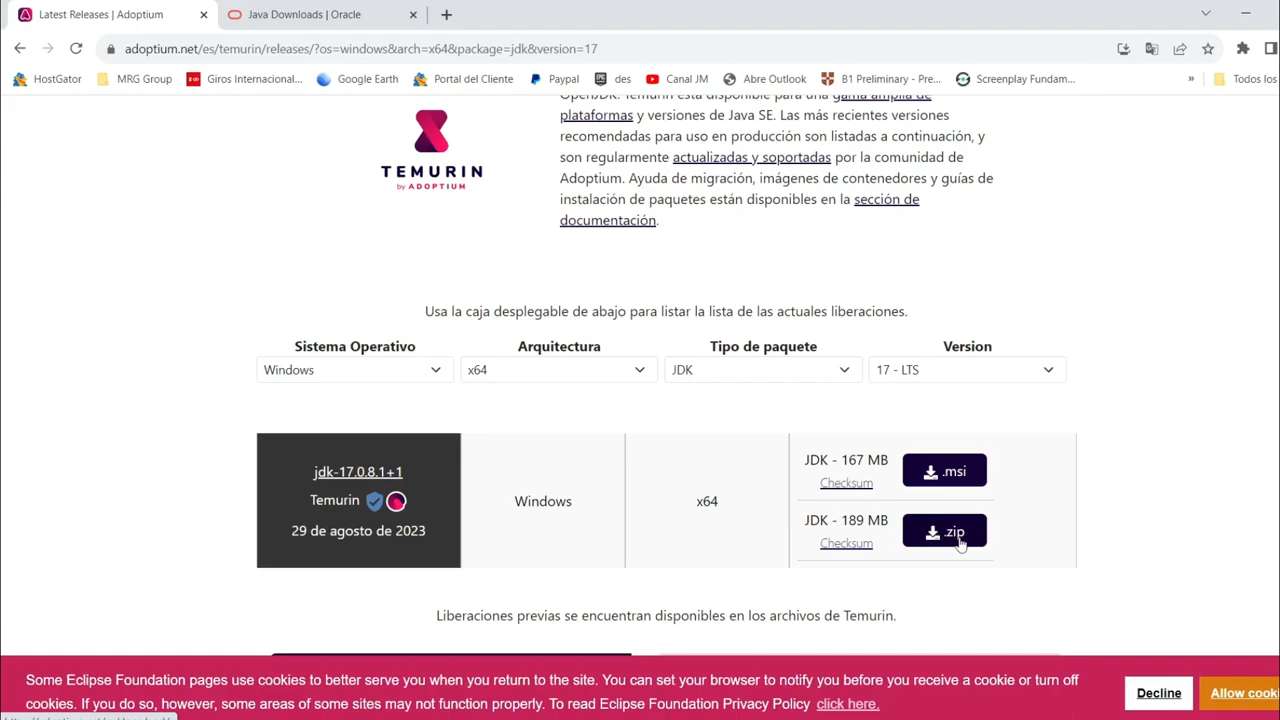 Latest Releases | Adoptium
Java Downloads | Oracle
adoptium.net/es/temurin/releases/?os=windows&arch=x64&package=jdk&version=17
HostGator MRG Group Giros Internacional... Google Earth Portal del Cliente Paypal des Canal JM Abre Outlook B1 Preliminary - Pre... Screenplay Fundam... » Todos los
OpenJDK. Temurin está disponible para una gama amplia de
plataformas y versiones de Java SE. Las más recientes versiones
recomendadas para uso en producción son listadas a continuación, y
son regularmente actualizadas y soportadas por la comunidad de
Adoptium. Ayuda de migración, imágenes de contenedores y guías de
instalación de paquetes están disponibles en la sección de
documentación.
TEMURIN
by ADOPTIUM
Usa la caja desplegable de abajo para listar la lista de las actuales liberaciones.
Sistema Operativo Arquitectura Tipo de paquete Version
Windows x64 JDK 17 - LTS
jdk-17.0.8.1+1
Temurin
29 de agosto de 2023
Windows
x64
JDK - 167 MB
Checksum
.msi
JDK - 189 MB
Checksum
.zip
Liberaciones previas se encuentran disponibles en los archivos de Temurin.
Some Eclipse Foundation pages use cookies to better serve you when you return to the site. You can set your browser to notify you before you receive a cookie or turn off
cookies. If you do so, however, some areas of some sites may not function properly. To read Eclipse Foundation Privacy Policy click here.
Decline
Allow cooki